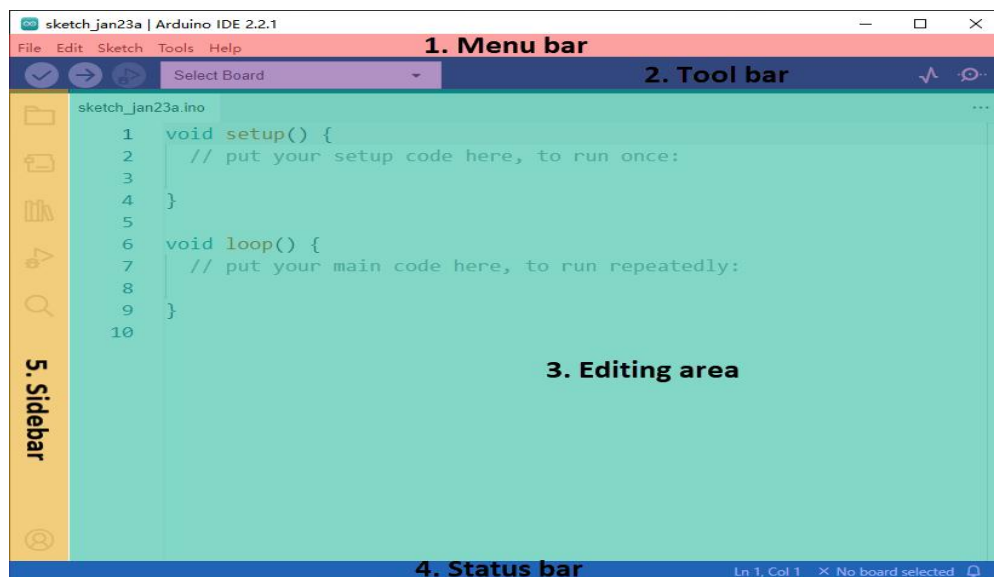 sketch_jan23a | Arduino IDE 2.2.1
File Edit Sketch Tools Help
1. Menu bar
Select Board
2. Tool bar
sketch_jan23a.ino
1 void setup() {
2 // put your setup code here, to run once:
3
4 }
5
6 void loop() {
7 // put your main code here, to run repeatedly:
8
9 }
10
3. Editing area
5. Sidebar
4. Status bar
Ln 1, Col 1 × No board selected